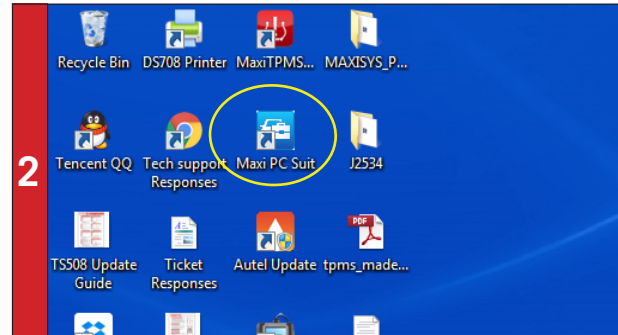 2
Recycle Bin DS708 Printer MaxiTPMS... MAXISYS_P...
Tencent QQ Tech support Maxi PC Suit J2534
Responses
PDF
TS508 Update Ticket Autel Update tpms_made...
Guide Responses